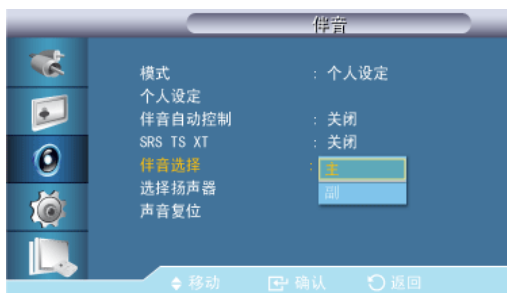 伴音
模式 : 个人设定
个人设定
伴音自动控制 : 关闭
SRS TS XT : 关闭
伴音选择 : 主
副
选择扬声器
声音复位
移动 确认 返回